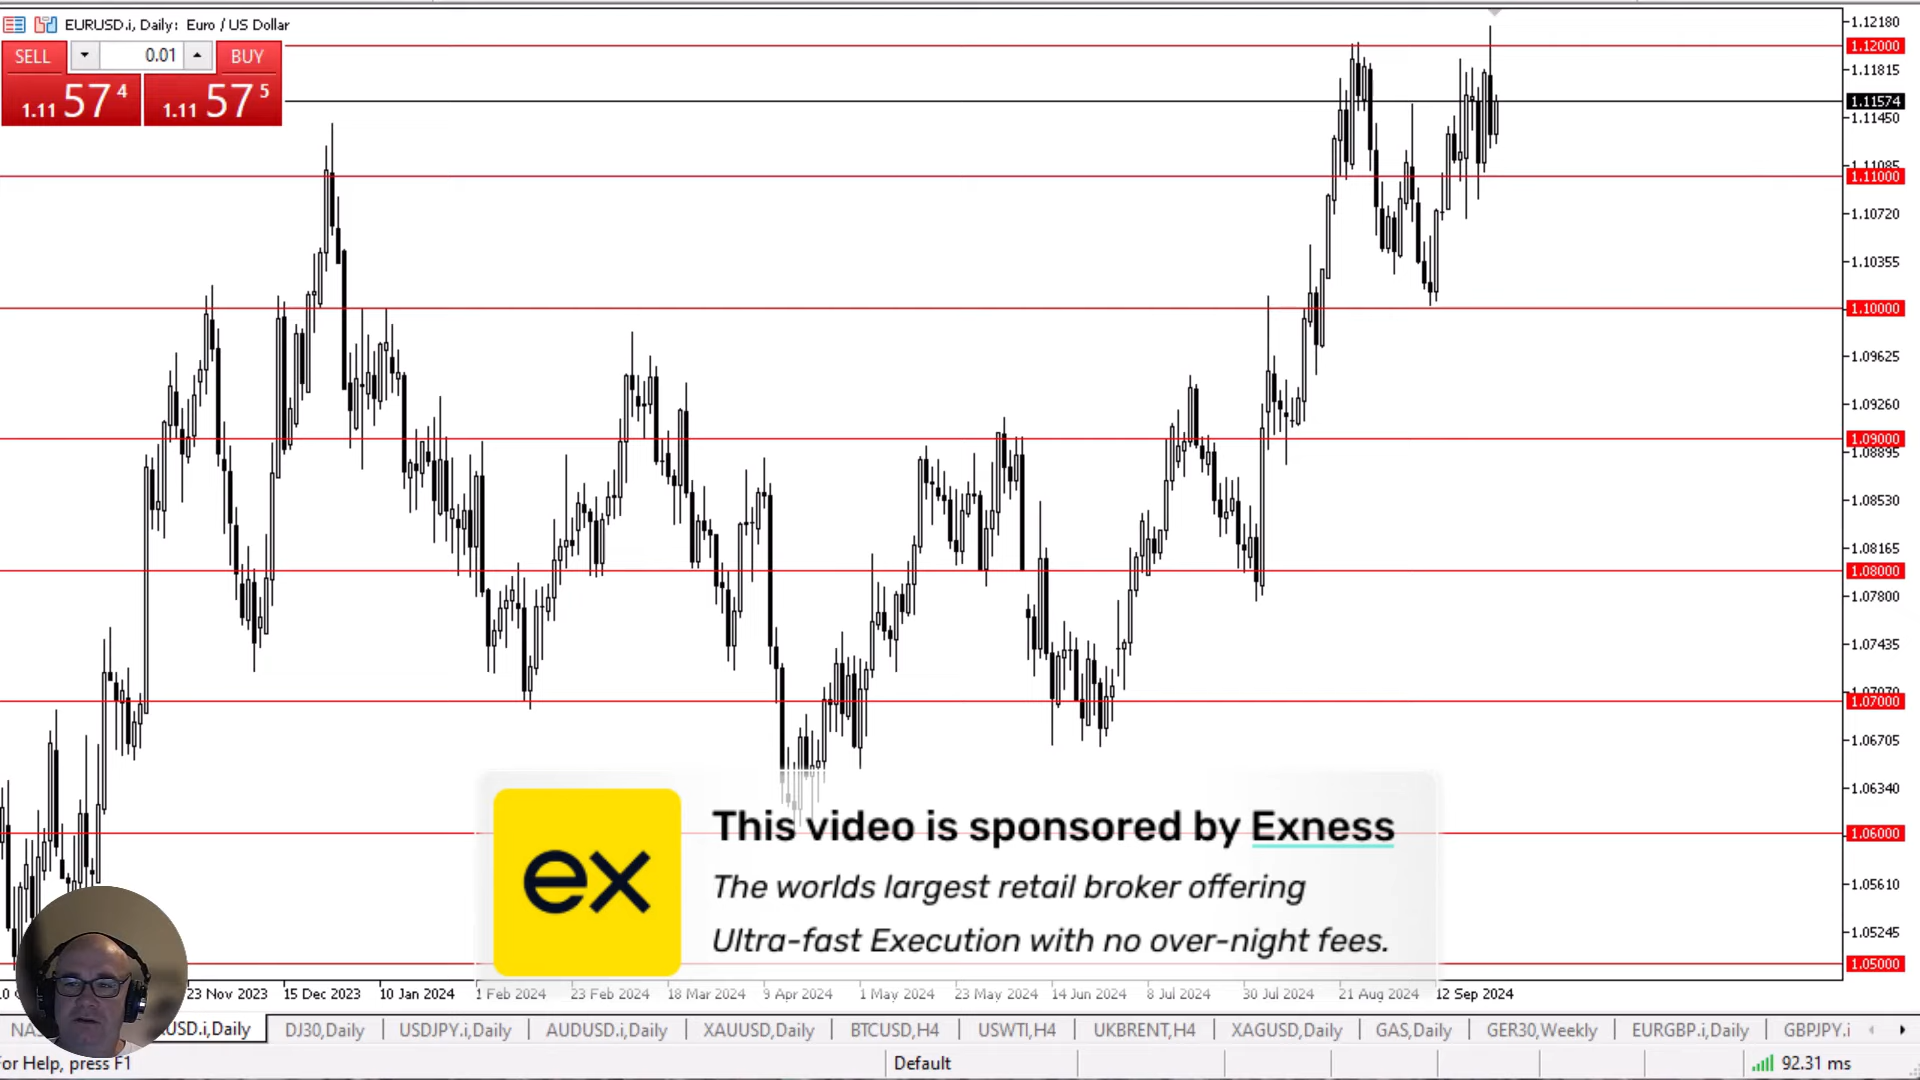 EURUSD.i, Daily: Euro / US Dollar
SELL 0.01 BUY
1.11 57 4 1.11 57 5
1.12180
1.12000
1.11815
1.11574
1.11450
1.11085
1.11000
1.10720
1.10355
1.10000
1.09625
1.09260
1.09000
1.08895
1.08530
1.08165
1.08000
1.07800
1.07435
1.07070
1.07000
1.06705
1.06340
1.06000
1.05610
1.05245
1.05000
ex
This video is sponsored by Exness
The worlds largest retail broker offering
Ultra-fast Execution with no over-night fees.
23 Nov 2023 15 Dec 2023 10 Jan 2024 1 Feb 2024 23 Feb 2024 18 Mar 2024 9 Apr 2024 1 May 2024 23 May 2024 14 Jun 2024 8 Jul 2024 30 Jul 2024 21 Aug 2024 12 Sep 2024
USD.i,Daily DJ30,Daily USDJPY.i,Daily AUDUSD.i,Daily XAUUSD,Daily BTCUSD,H4 USWTI,H4 UKBRENT,H4 XAGUSD,Daily GAS,Daily GER30,Weekly EURGBP.i,Daily GBPJPY.i
For Help, press F1 Default 92.31 ms